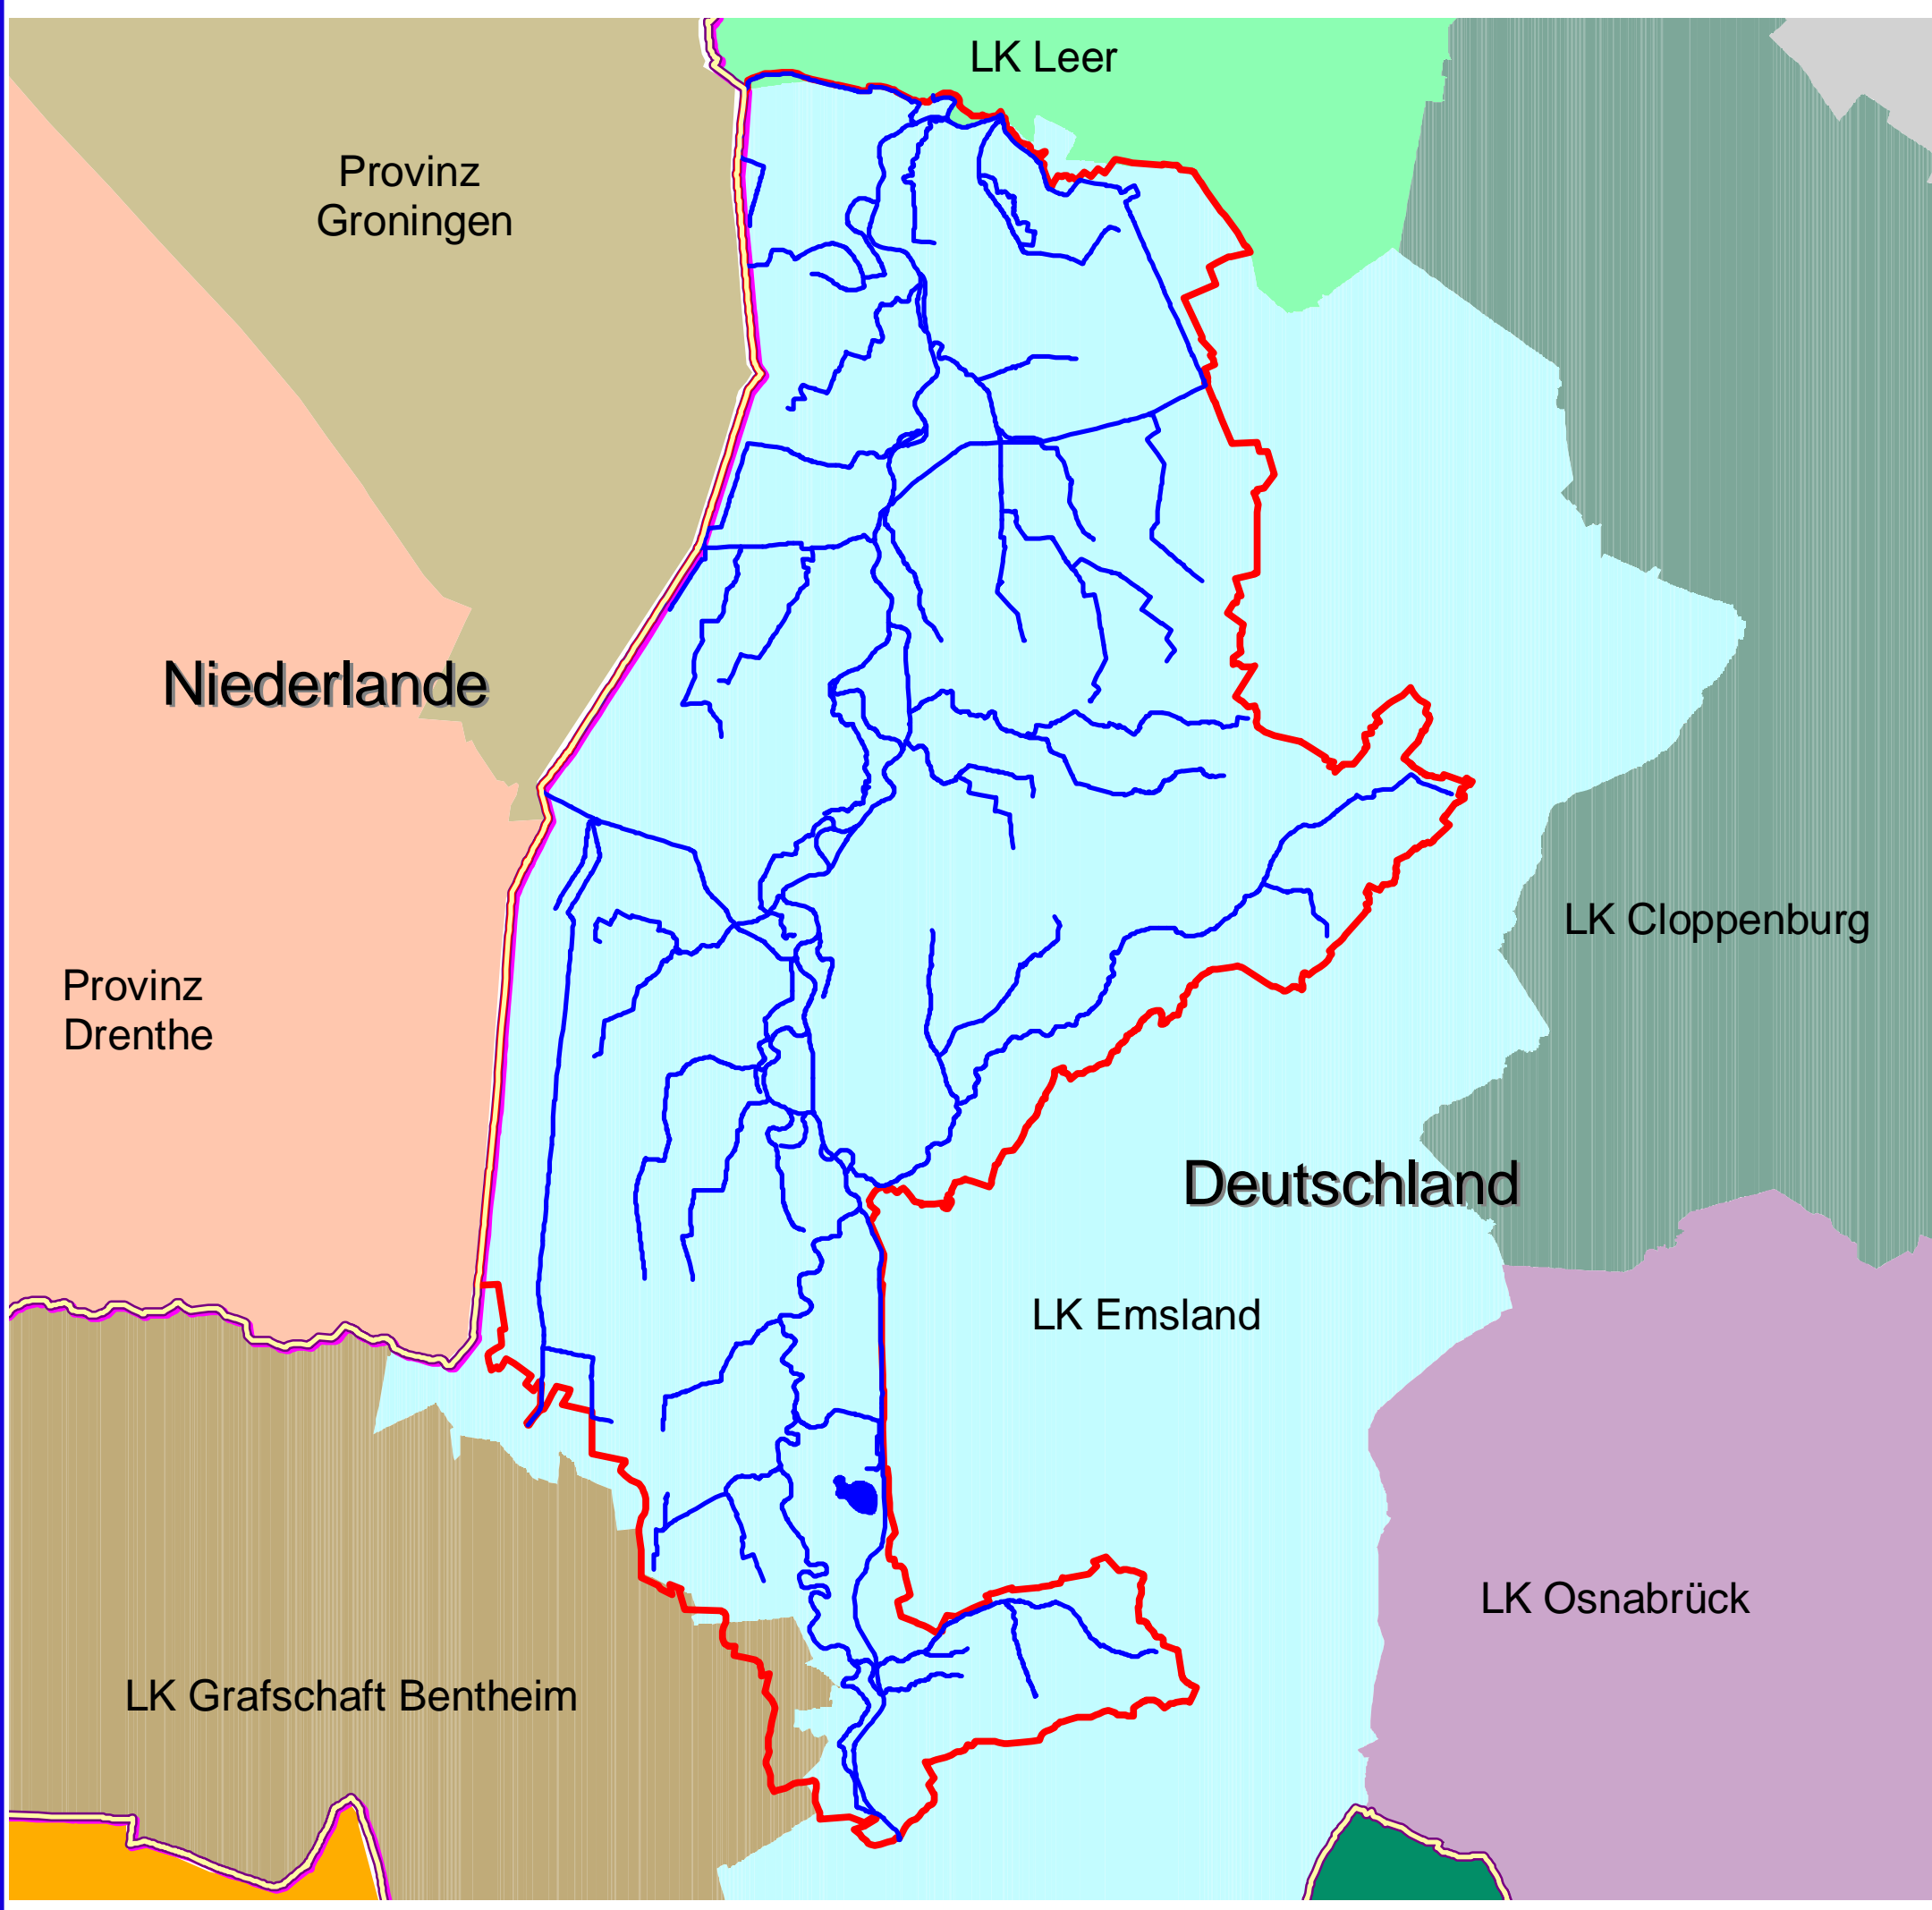 LK Leer
Provinz
Groningen
Niederlande
LK Cloppenburg
Provinz
Drenthe
Deutschland
LK Emsland
LK Osnabrück
LK Grafschaft Bentheim